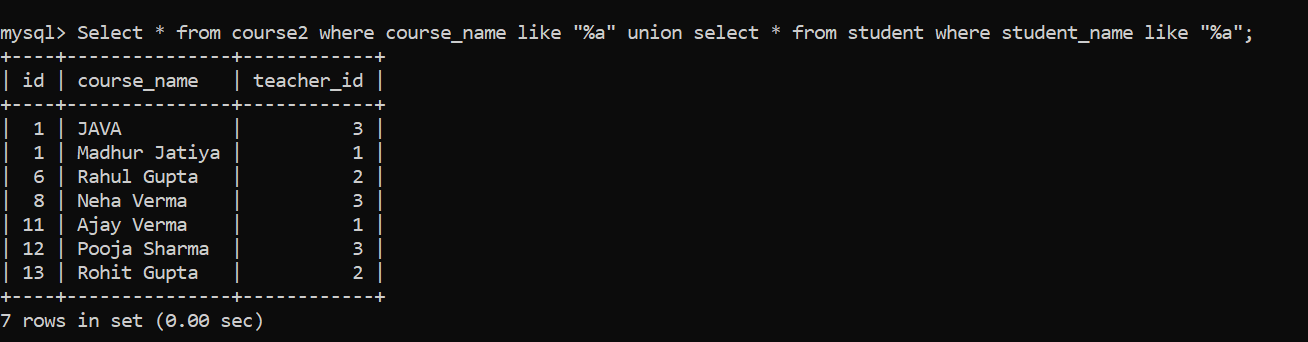 mysql> Select * from course2 where course_name like "%a" union select * from student where student_name like "%a";
+----+---------------+------------+
| id | course_name   | teacher_id |
+----+---------------+------------+
|  1 | JAVA          |          3 |
|  1 | Madhur Jatiya |          1 |
|  6 | Rahul Gupta   |          2 |
|  8 | Neha Verma    |          3 |
| 11 | Ajay Verma    |          1 |
| 12 | Pooja Sharma  |          3 |
| 13 | Rohit Gupta   |          2 |
+----+---------------+------------+
7 rows in set (0.00 sec)